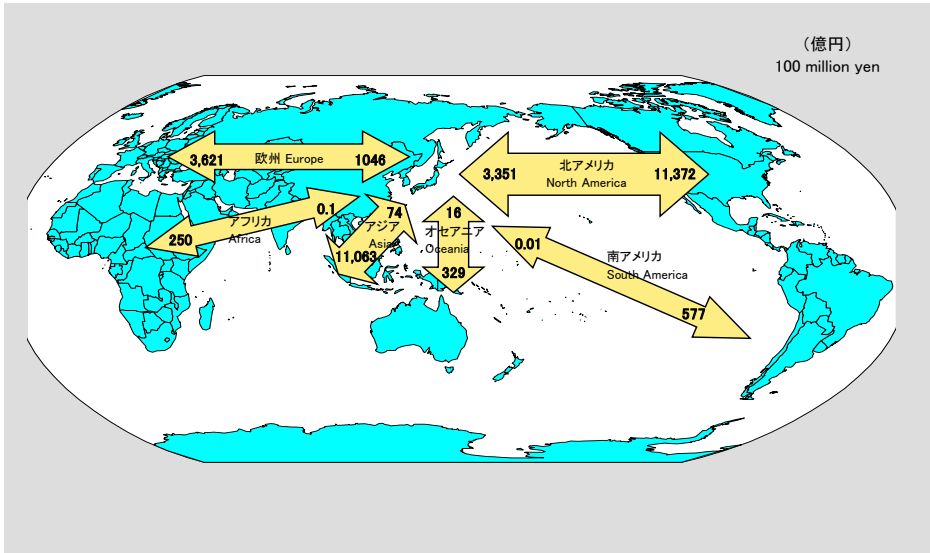 （億円）
100 million yen
3,621
欧州 Europe
1046
3,351
北アメリカ
North America
11,372
250
アフリカ
Africa
0.1
74
アジア
Asia
11,063
16
オセアニア
Oceania
329
0.01
南アメリカ
South America
577